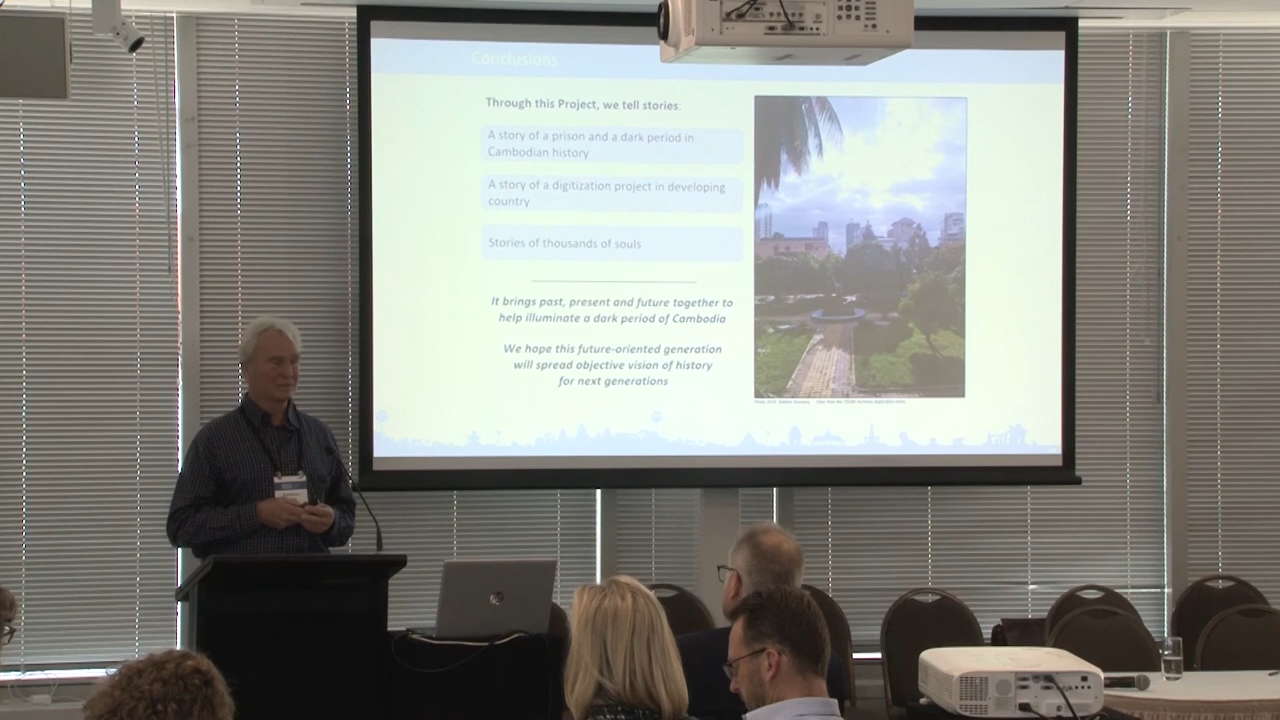 Conclusions
Through this Project, we tell stories:
A story of a prison and a dark period in
Cambodian history
A story of a digitization project in developing
country
Stories of thousands of souls
It brings past, present and future together to
help illuminate a dark period of Cambodia
We hope this future-oriented generation
will spread objective vision of history
for next generations